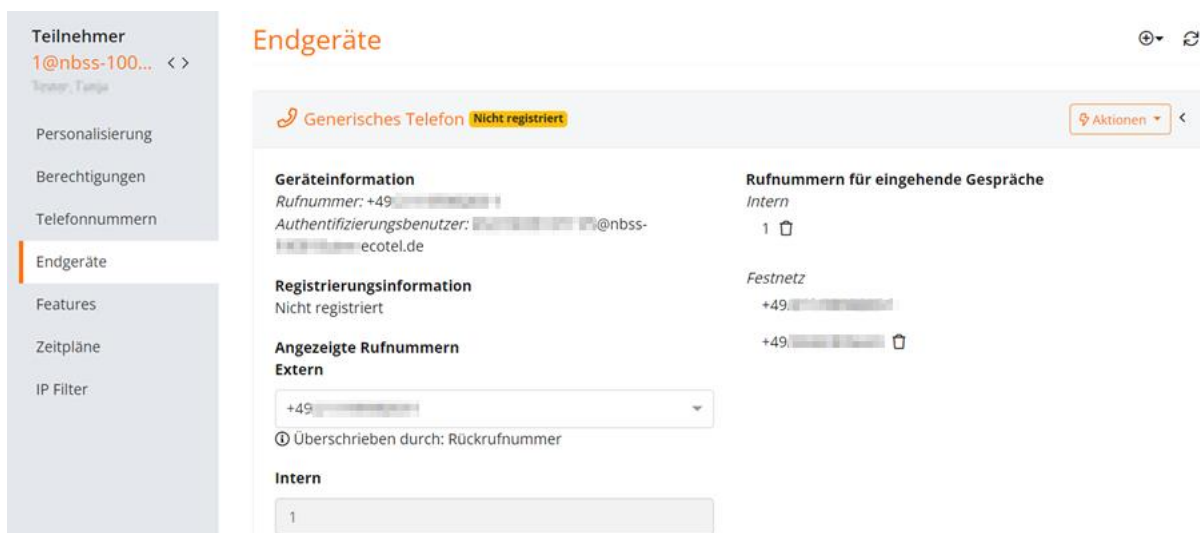 Teilnehmer
1@nbss-100...
Personalisierung
Berechtigungen
Telefonnummern
Endgeräte
Features
Zeitpläne
IP Filter
Endgeräte
Generisches Telefon Nicht registriert
Aktionen
Geräteinformation
Rufnummer: +49
Authentifizierungsbenutzer: @nbss-
ecotel.de
Registrierungsinformation
Nicht registriert
Angezeigte Rufnummern
Extern
+49
Überschrieben durch: Rückrufnummer
Intern
1
Rufnummern für eingehende Gespräche
Intern
1
Festnetz
+49
+49